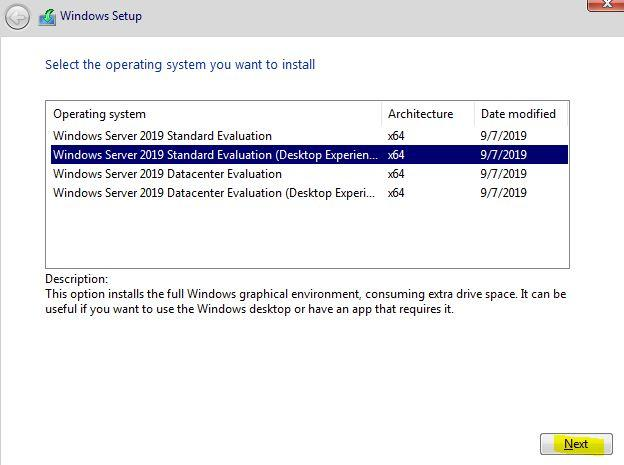 Windows Setup
Select the operating system you want to install
Operating system Architecture Date modified
Windows Server 2019 Standard Evaluation x64 9/7/2019
Windows Server 2019 Standard Evaluation (Desktop Experien... x64 9/7/2019
Windows Server 2019 Datacenter Evaluation x64 9/7/2019
Windows Server 2019 Datacenter Evaluation (Desktop Experi... x64 9/7/2019
Description:
This option installs the full Windows graphical environment, consuming extra drive space. It can be
useful if you want to use the Windows desktop or have an app that requires it.
Next